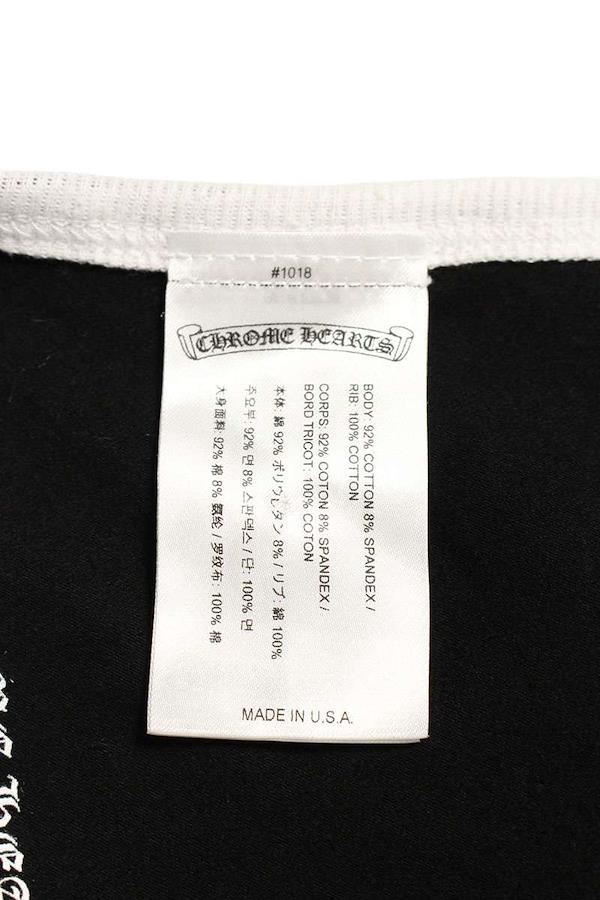 #1018
CHROME HEARTS
BODY: 92% COTTON 8% SPANDEX /
RIB: 100% COTTON
CORPS: 92% COTON 8% SPANDEX /
BORD TRICOT: 100% COTON
本体: 綿 92% ポリウレタン 8% / リブ: 綿 100%
주요부: 92% 면 8% 스판덱스 / 단: 100% 면
大身面料: 92% 棉 8% 氨纶 / 罗纹布: 100% 棉
MADE IN U.S.A.